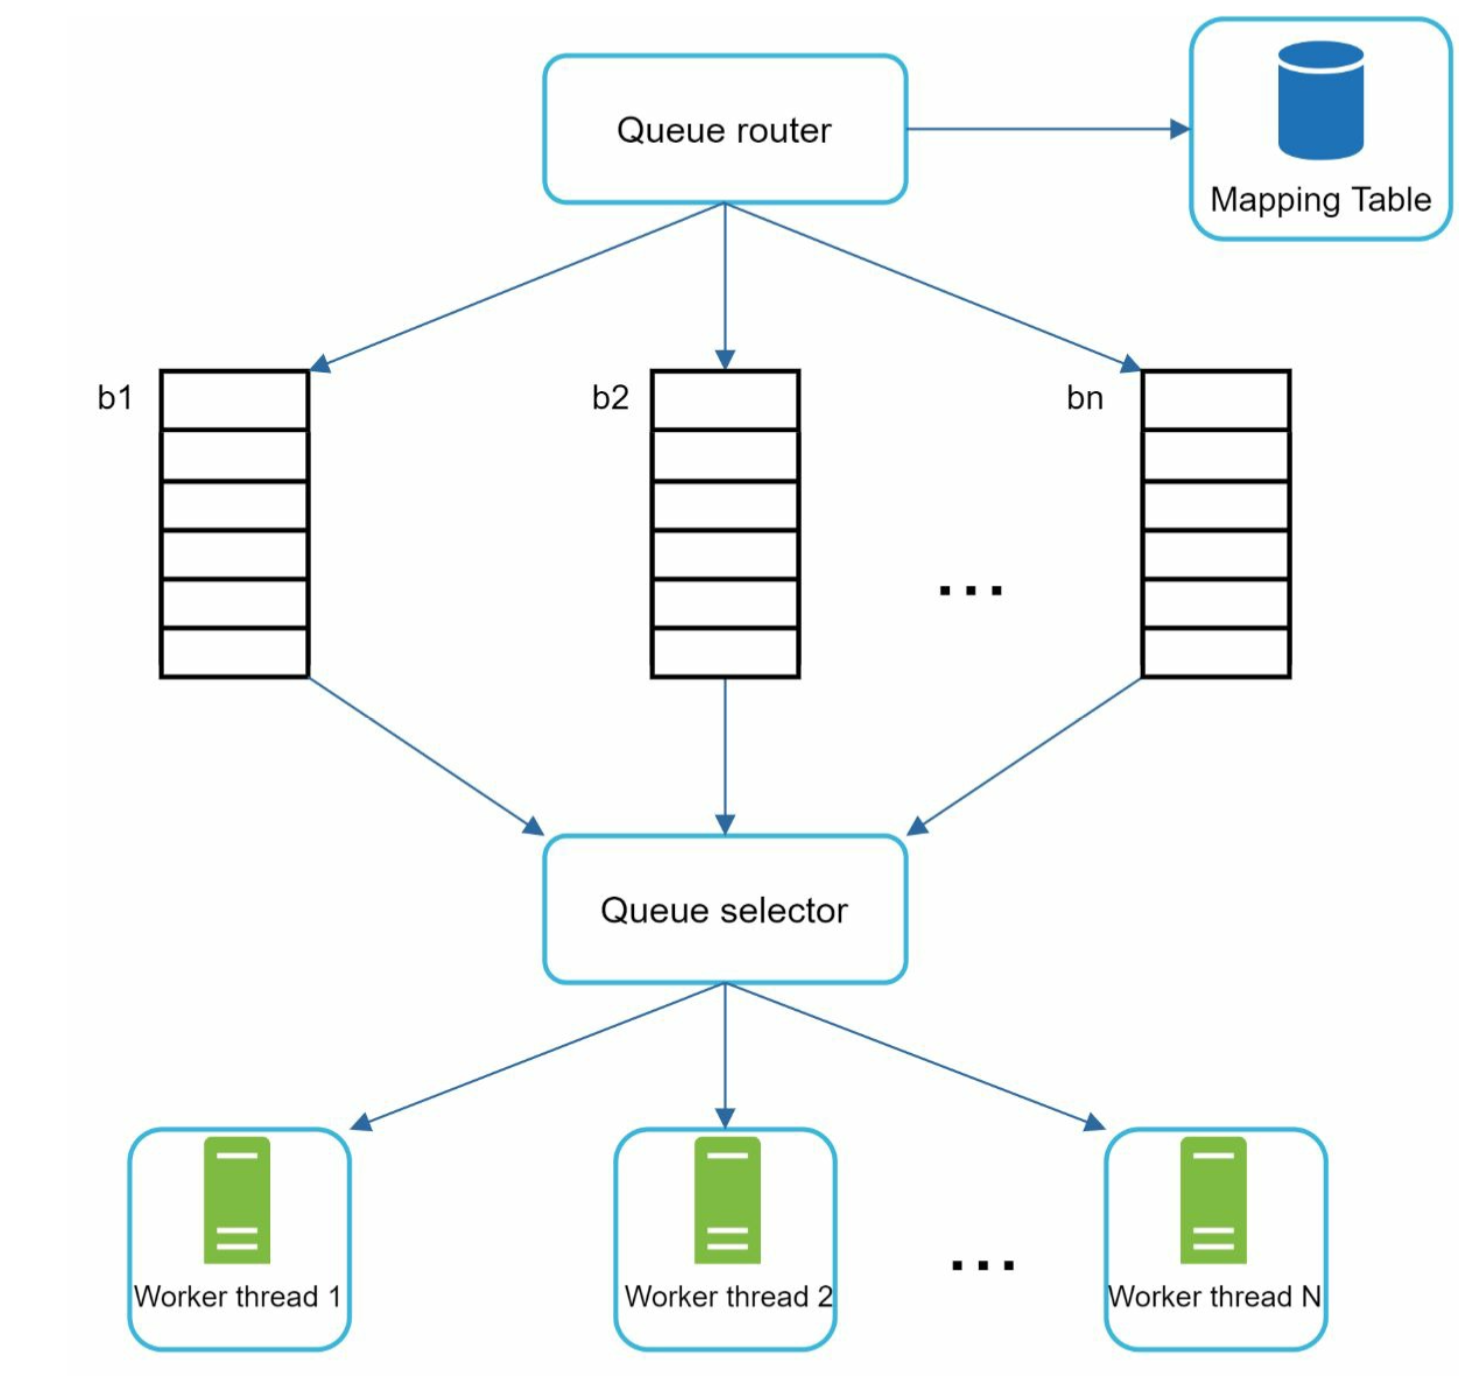 Queue router
Mapping Table
b1
b2
bn
...
Queue selector
Worker thread 1
Worker thread 2
...
Worker thread N